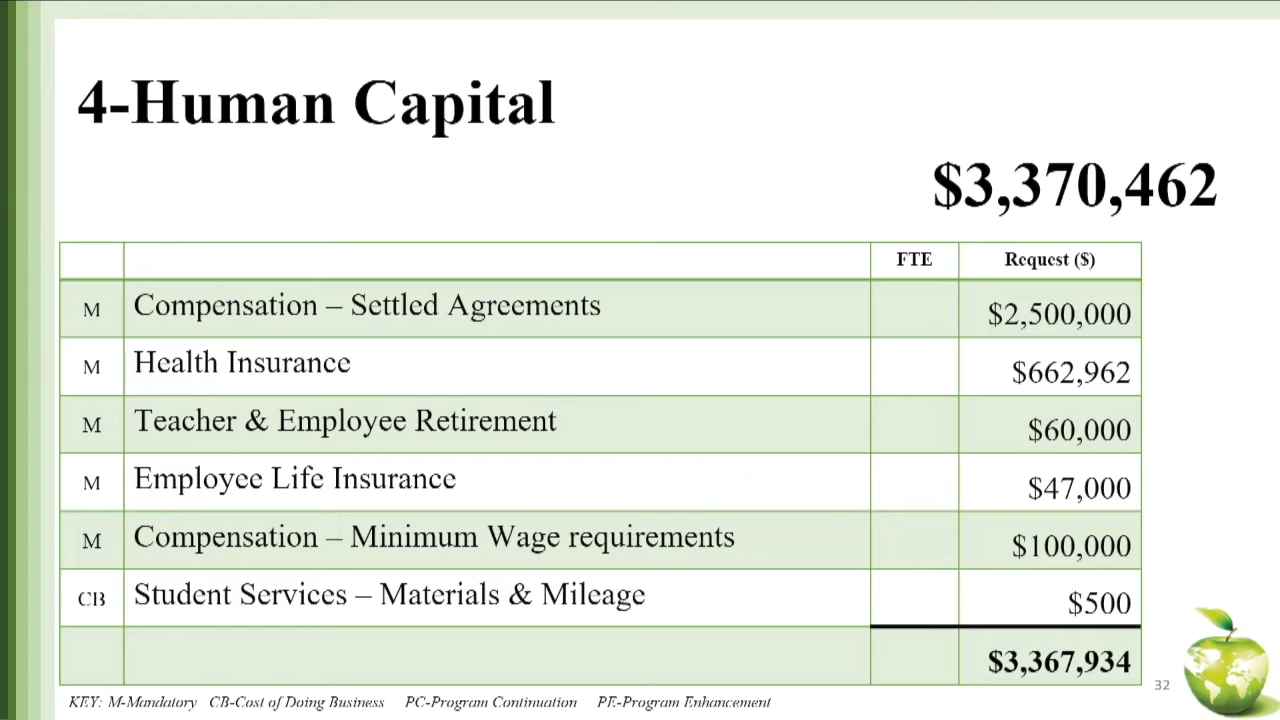 4-Human Capital
$3,370,462
FTE Request ($)
M Compensation – Settled Agreements $2,500,000
M Health Insurance $662,962
M Teacher & Employee Retirement $60,000
M Employee Life Insurance $47,000
M Compensation – Minimum Wage requirements $100,000
CB Student Services – Materials & Mileage $500
$3,367,934
32
KEY: M-Mandatory CB-Cost of Doing Business PC-Program Continuation PE-Program Enhancement